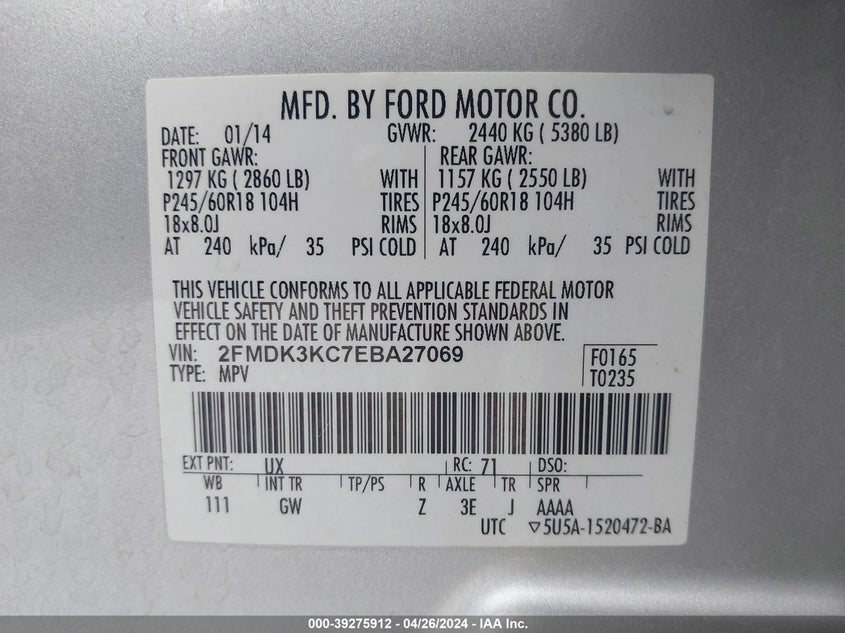 MFD. BY FORD MOTOR CO.
DATE: 01/14 GVWR: 2440 KG ( 5380 LB)
FRONT GAWR: REAR GAWR:
1297 KG ( 2860 LB) WITH 1157 KG ( 2550 LB) WITH
P245/60R18 104H TIRES P245/60R18 104H TIRES
18x8.0J RIMS 18x8.0J RIMS
AT 240 kPa/ 35 PSI COLD AT 240 kPa/ 35 PSI COLD
THIS VEHICLE CONFORMS TO ALL APPLICABLE FEDERAL MOTOR
VEHICLE SAFETY AND THEFT PREVENTION STANDARDS IN
EFFECT ON THE DATE OF MANUFACTURE SHOWN ABOVE.
VIN: 2FMDK3KC7EBA27069 F0165
TYPE: MPV T0235
EXT PNT: UX RC: 71 DSO:
WB INT TR TP/PS R AXLE TR SPR
111 GW Z 3E J AAAA
UTC ▽5U5A-1520472-BA
000-39275912 - 04/26/2024 - IAA Inc.